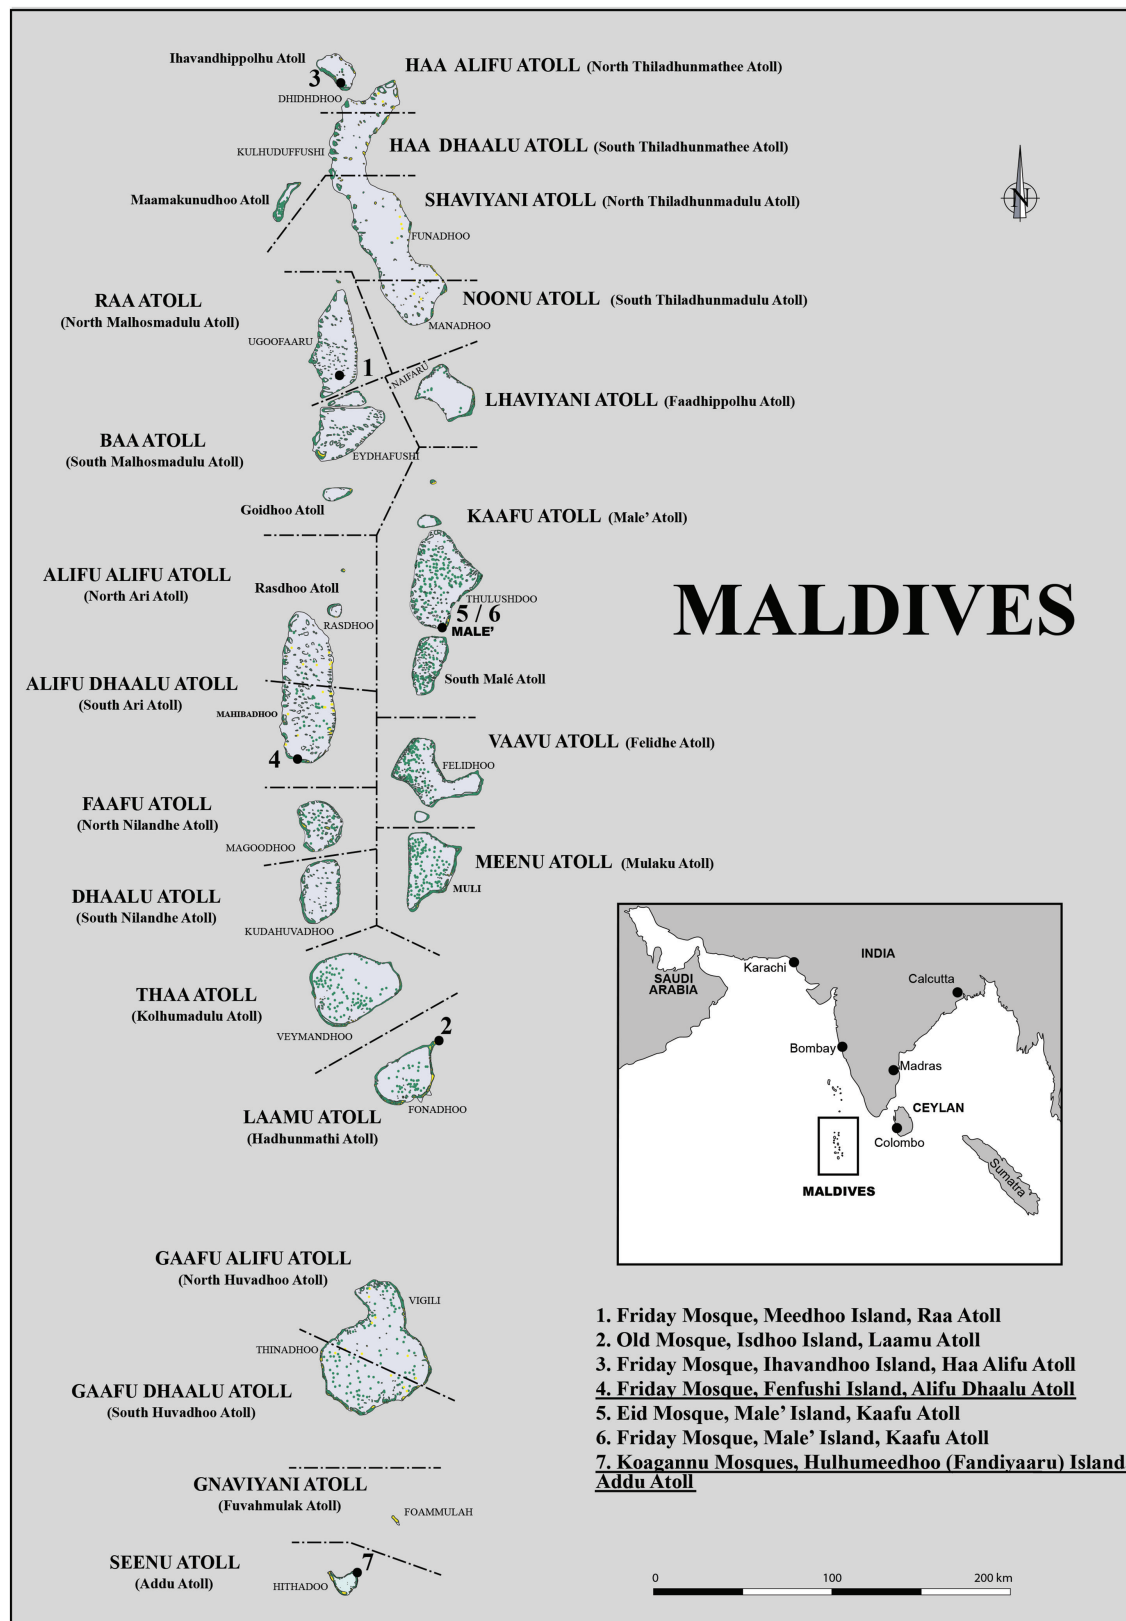 Ihavandhippolhu Atoll
3
DHIDHDHOO
HAA ALIFU ATOLL (North Thiladhunmathee Atoll)
KULHUDUFFUSHI
HAA DHAALU ATOLL (South Thiladhunmathee Atoll)
Maamakunudhoo Atoll
SHAVIYANI ATOLL (North Thiladhunmadulu Atoll)
N
FUNADHOO
RAA ATOLL
(North Malhosmadulu Atoll)
NOONU ATOLL (South Thiladhunmadulu Atoll)
MANADHOO
UGOOFAARU
1
NAIFARU
LHAVIYANI ATOLL (Faadhippolhu Atoll)
BAA ATOLL
(South Malhosmadulu Atoll)
EYDHAFUSHI
Goidhoo Atoll
KAAFU ATOLL (Male’ Atoll)
ALIFU ALIFU ATOLL
(North Ari Atoll)
Rasdhoo Atoll
RASDHOO
THULUSHDOO
5 / 6
MALE’
MALDIVES
South Malé Atoll
ALIFU DHAALU ATOLL
(South Ari Atoll)
MAHIBADHOO
4
VAAVU ATOLL (Felidhe Atoll)
FELIDHOO
FAAFU ATOLL
(North Nilandhe Atoll)
MAGOODHOO
MEENU ATOLL (Mulaku Atoll)
MULI
DHAALU ATOLL
(South Nilandhe Atoll)
KUDAHUVADHOO
THAA ATOLL
(Kolhumadulu Atoll)
VEYMANDHOO
2
FONADHOO
LAAMU ATOLL
(Hadhunmathi Atoll)
SAUDI
ARABIA
Karachi
INDIA
Calcutta
Bombay
Madras
CEYLAN
Colombo
Sumatra
MALDIVES
GAAFU ALIFU ATOLL
(North Huvadhoo Atoll)
VIGILI
THINADHOO
GAAFU DHAALU ATOLL
(South Huvadhoo Atoll)
1. Friday Mosque, Meedhoo Island, Raa Atoll
2. Old Mosque, Isdhoo Island, Laamu Atoll
3. Friday Mosque, Ihavandhoo Island, Haa Alifu Atoll
4. Friday Mosque, Fenfushi Island, Alifu Dhaalu Atoll
5. Eid Mosque, Male’ Island, Kaafu Atoll
6. Friday Mosque, Male’ Island, Kaafu Atoll
7. Koagannu Mosques, Hulhumeedhoo (Fandiyaaru) Island
Addu Atoll
GNAVIYANI ATOLL
(Fuvahmulak Atoll)
FOAMMULAH
SEENU ATOLL
(Addu Atoll)
7
HITHADOO
0 100 200 km